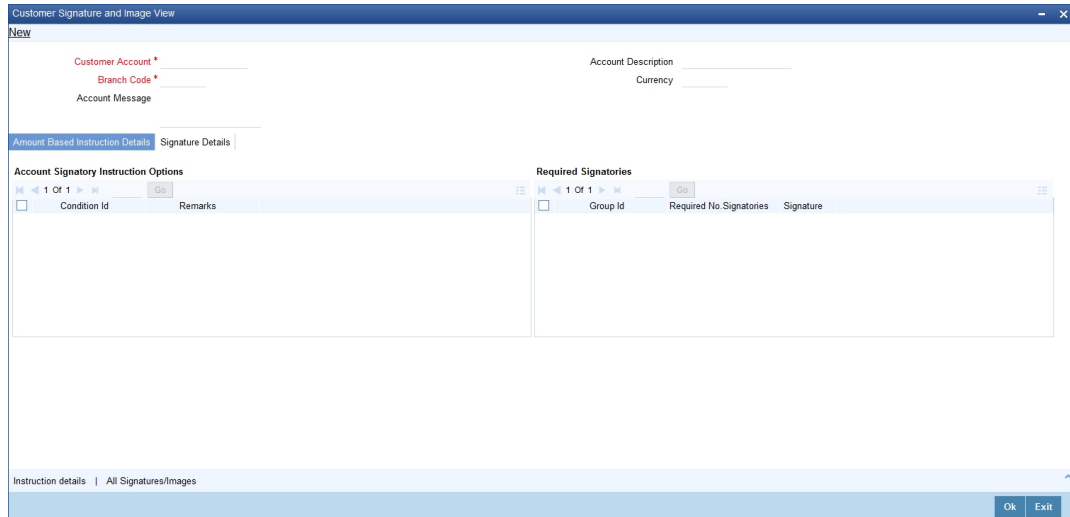 Customer Signature and Image View
New
Customer Account *
Account Description
Branch Code *
Currency
Account Message
Amount Based Instruction Details
Signature Details
Account Signatory Instruction Options
1 Of 1
Go
Condition Id
Remarks
Required Signatories
1 Of 1
Go
Group Id
Required No.Signatories
Signature
Instruction details | All Signatures/Images
Ok
Exit